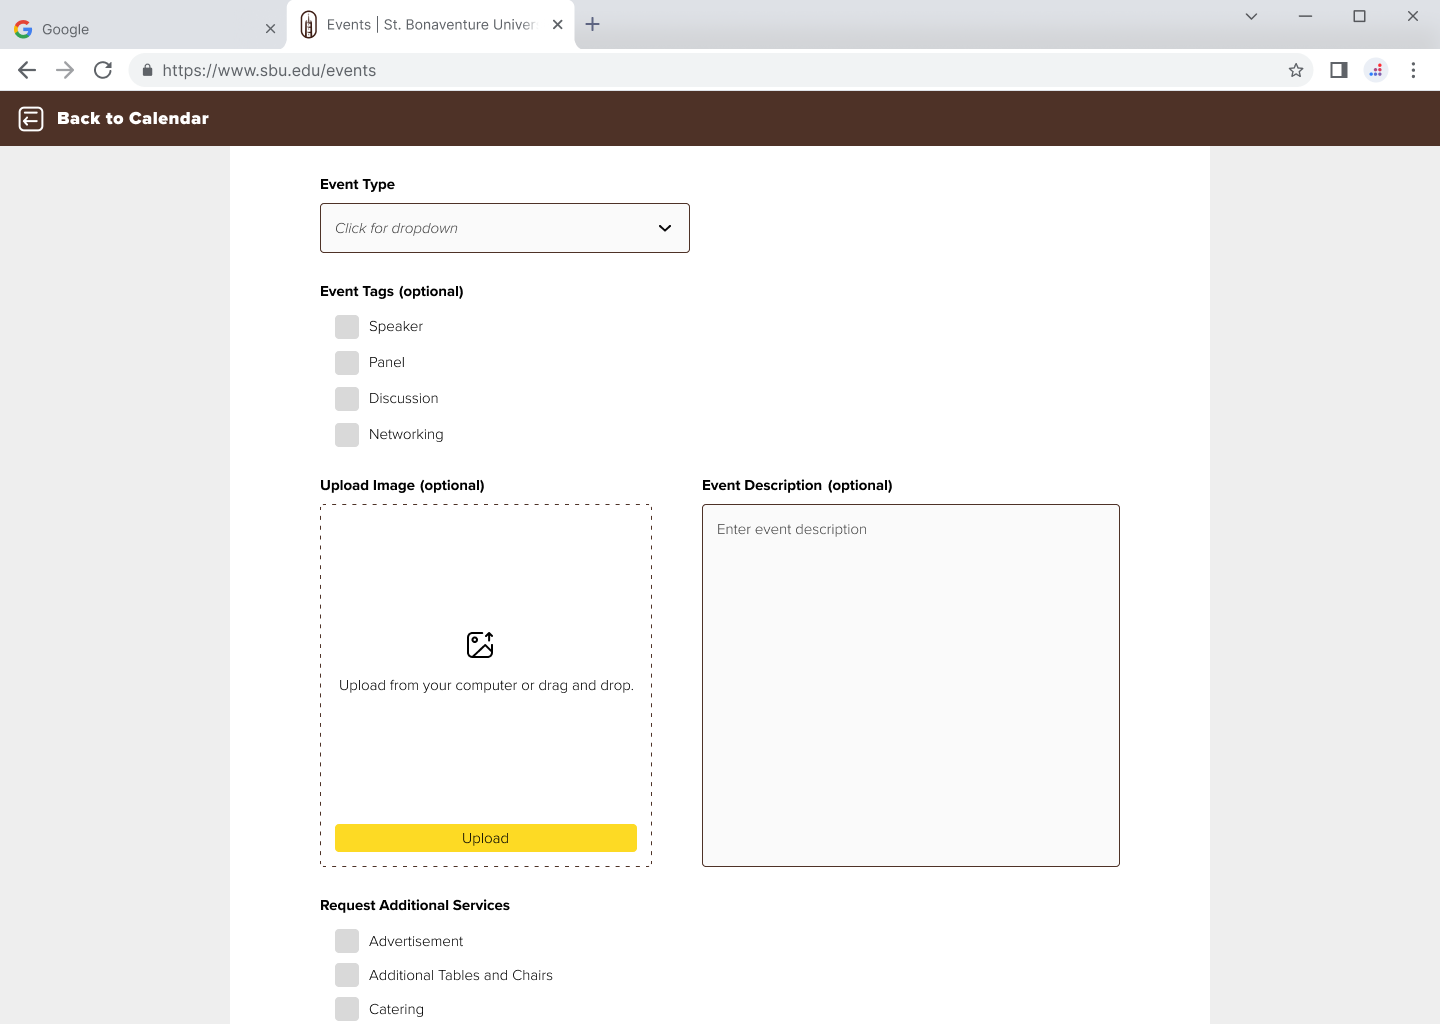 Google
Events | St. Bonaventure Univer
https://www.sbu.edu/events
Back to Calendar
Event Type
Click for dropdown
Event Tags (optional)
Speaker
Panel
Discussion
Networking
Upload Image (optional)
Event Description (optional)
Enter event description
Upload from your computer or drag and drop.
Upload
Request Additional Services
Advertisement
Additional Tables and Chairs
Catering